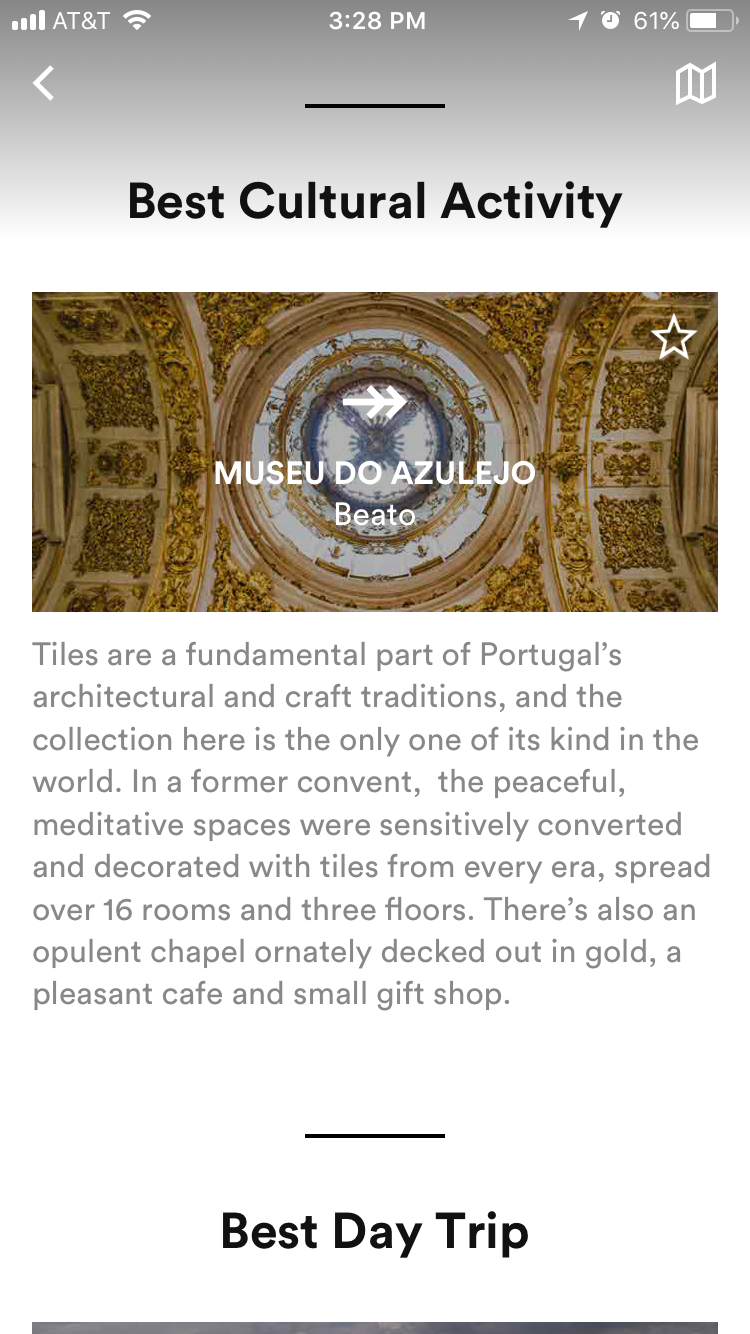 AT&T 3:28 PM 61%
Best Cultural Activity
MUSEU DO AZULEJO
Beato
Tiles are a fundamental part of Portugal’s
architectural and craft traditions, and the
collection here is the only one of its kind in the
world. In a former convent,  the peaceful,
meditative spaces were sensitively converted
and decorated with tiles from every era, spread
over 16 rooms and three floors. There’s also an
opulent chapel ornately decked out in gold, a
pleasant cafe and small gift shop.
Best Day Trip